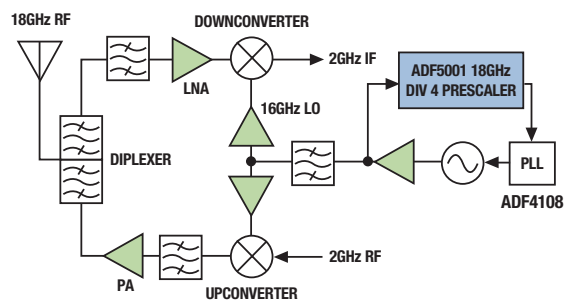 18GHz RF
DOWNCONVERTER
2GHz IF
LNA
16GHz LO
ADF5001 18GHz
DIV 4 PRESCALER
DIPLEXER
PLL
ADF4108
PA
UPCONVERTER
2GHz RF